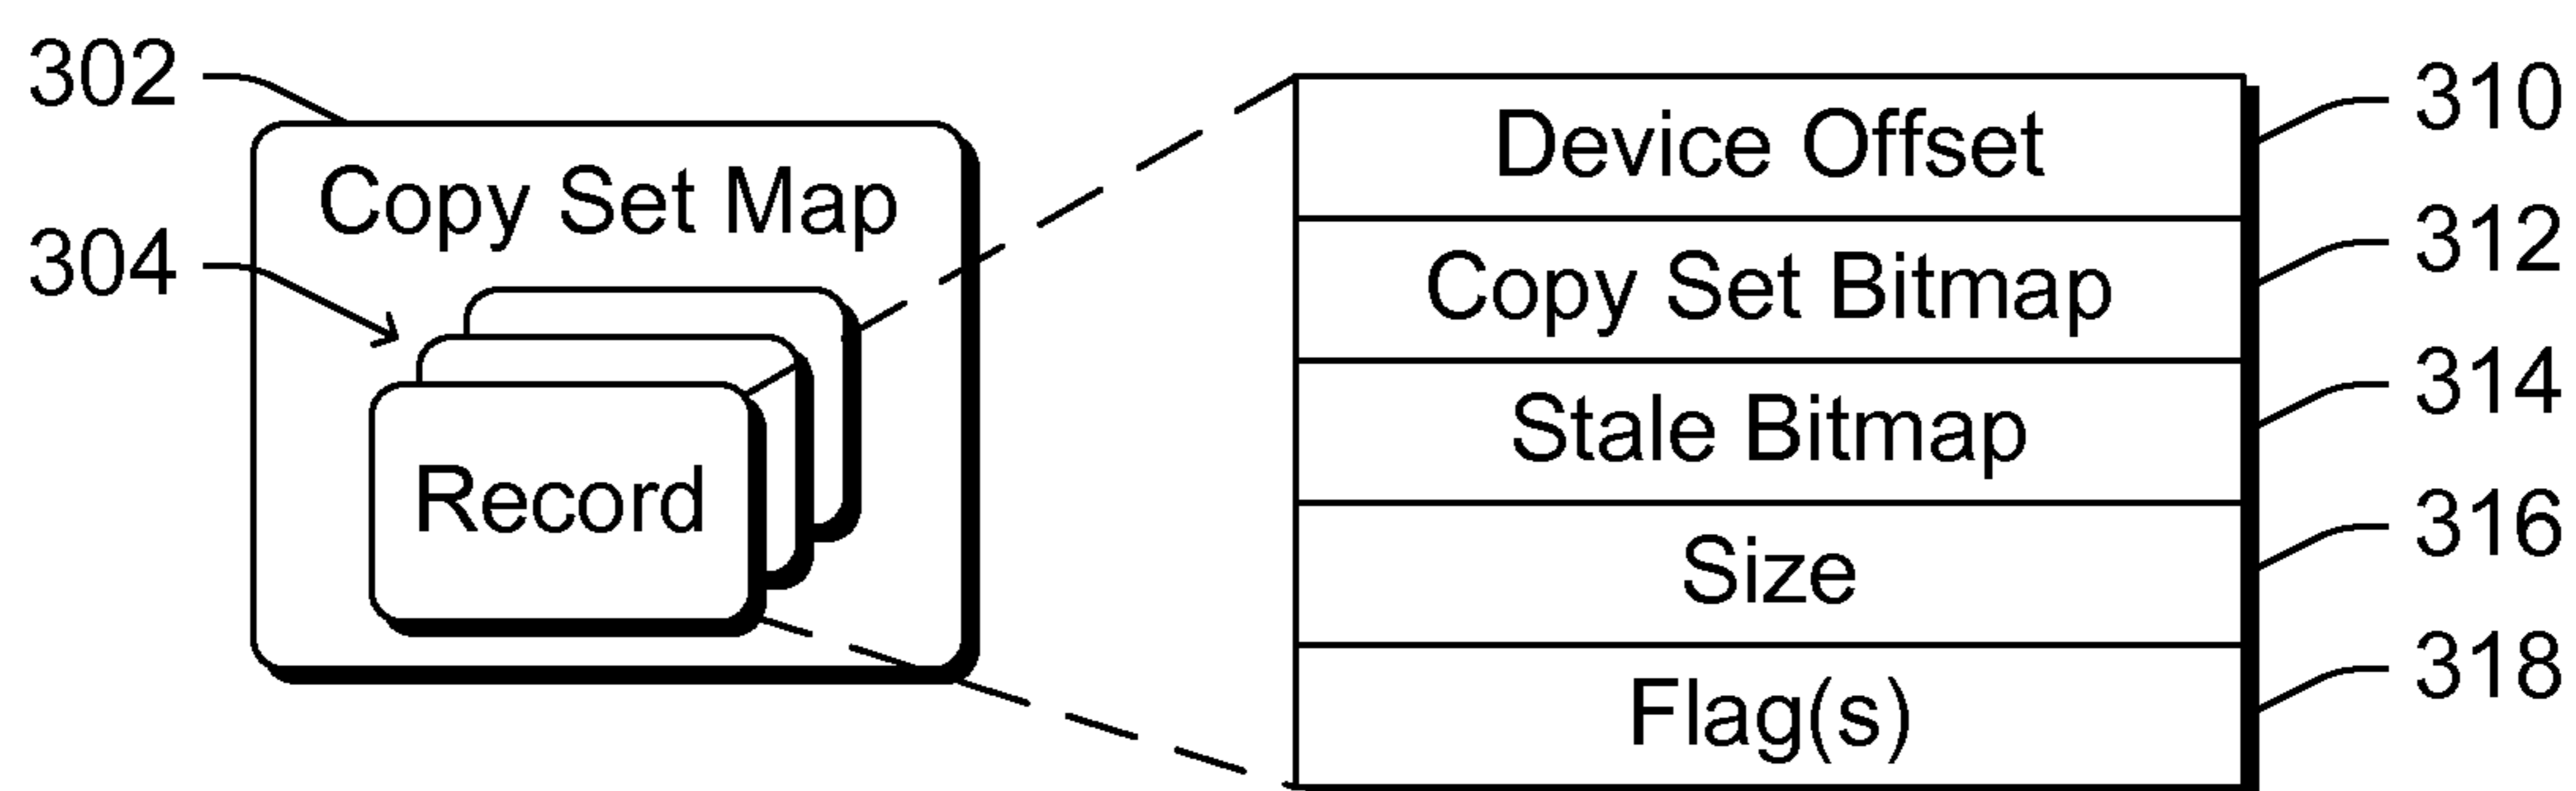 302
Copy Set Map
304
Record
Device Offset
310
Copy Set Bitmap
312
Stale Bitmap
314
Size
316
Flag(s)
318